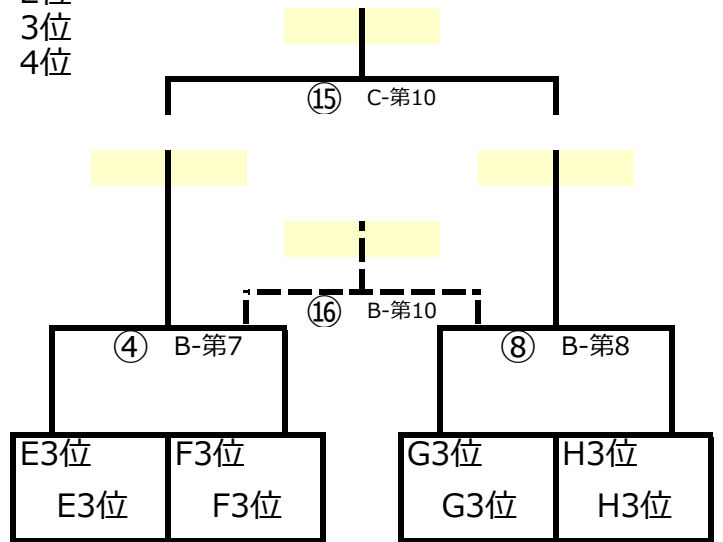 3位
4位
⑮ C-第10
⑯ B-第10
④ B-第7
⑧ B-第8
E3位 F3位 G3位 H3位
E3位 F3位 G3位 H3位